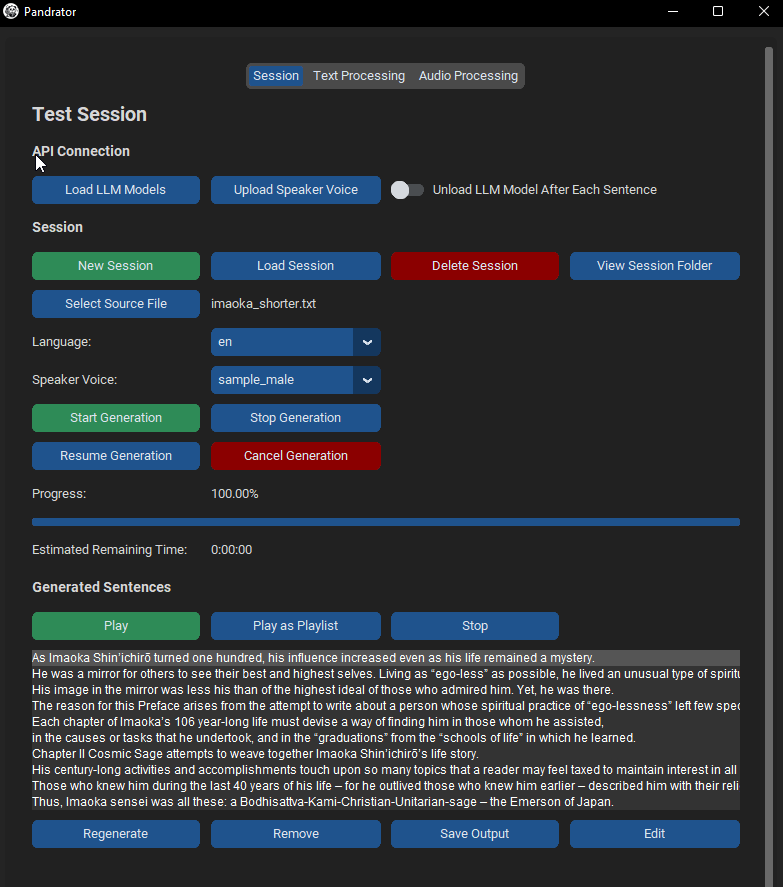 Pandrator
Session Text Processing Audio Processing
Test Session
API Connection
Load LLM Models Upload Speaker Voice Unload LLM Model After Each Sentence
Session
New Session Load Session Delete Session View Session Folder
Select Source File imaoka_shorter.txt
Language: en
Speaker Voice: sample_male
Start Generation Stop Generation
Resume Generation Cancel Generation
Progress: 100.00%
Estimated Remaining Time: 0:00:00
Generated Sentences
Play Play as Playlist Stop
As Imaoka Shin’ichirō turned one hundred, his influence increased even as his life remained a mystery.
He was a mirror for others to see their best and highest selves. Living as “ego-less” as possible, he lived an unusual type of
His image in the mirror was less his than of the highest ideal of those who admired him. Yet, he was there.
The reason for this Preface arises from the attempt to write about a person whose spiritual practice of “ego-lessness” left few
Each chapter of Imaoka’s 106 year-long life must devise a way of finding him in those whom he assisted,
in the causes or tasks that he undertook, and in the “graduations” from the “schools of life” in which he learned.
Chapter II Cosmic Sage attempts to weave together Imaoka Shin’ichirō’s life story.
His century-long activities and accomplishments touch upon so many topics that a reader may feel taxed to maintain interest in all
Those who knew him during the last 40 years of his life – for he outlived those who knew him earlier – described him with their
Thus, Imaoka sensei was all these: a Bodhisattva-Kami-Christian-Unitarian-sage – the Emerson of Japan.
Regenerate Remove Save Output Edit